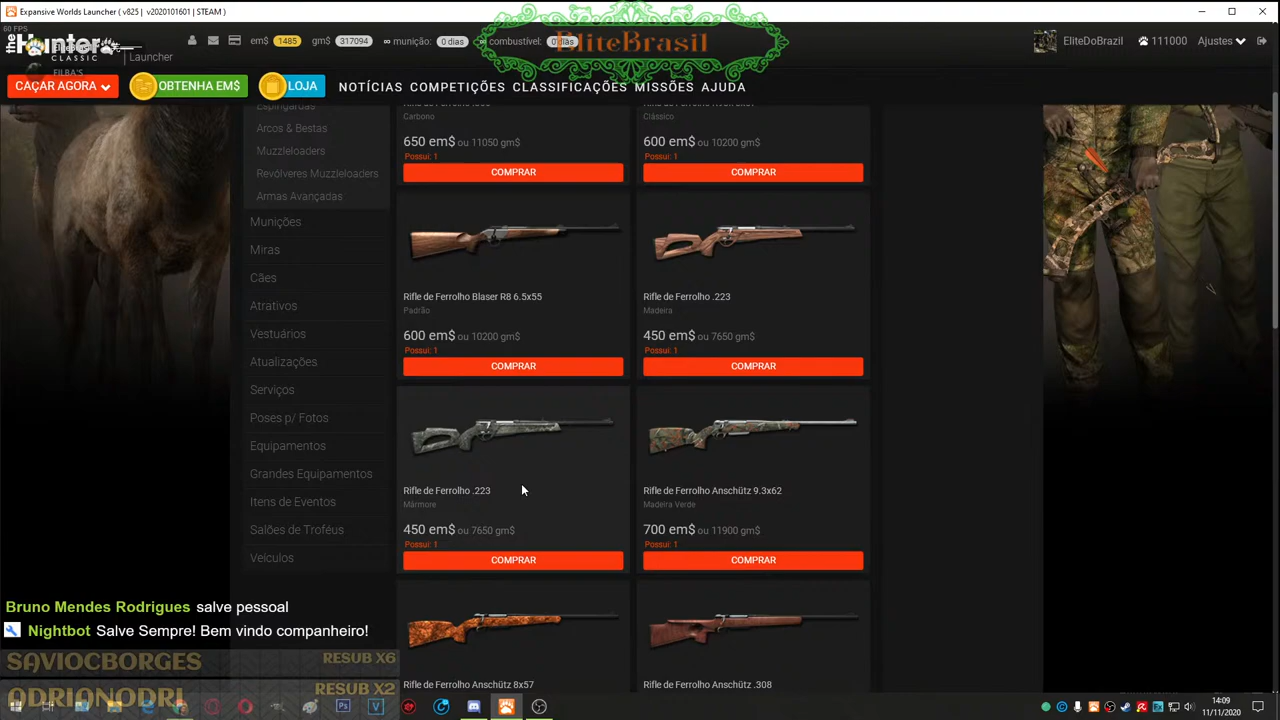 Expansive Worlds Launcher ( v825 | v2020101601 | STEAM )
60 FPS
theHunter
CLASSIC
Launcher
FILBA'S
em$ 1485 gm$ 317094 ∞ munição: 0 dias ∞ combustível: 0 dias
EliteBrasil
EliteDoBrazil 111000 Ajustes
CAÇAR AGORA OBTENHA EM$ LOJA NOTÍCIAS COMPETIÇÕES CLASSIFICAÇÕES MISSÕES AJUDA
Espingardas
Arcos & Bestas
Muzzleloaders
Revólveres Muzzleloaders
Armas Avançadas
Munições
Miras
Cães
Atrativos
Vestuários
Atualizações
Serviços
Poses p/ Fotos
Equipamentos
Grandes Equipamentos
Itens de Eventos
Salões de Troféus
Veículos
Carbono
650 em$ ou 11050 gm$
Possui: 1
COMPRAR
Clássico
600 em$ ou 10200 gm$
Possui: 1
COMPRAR
Rifle de Ferrolho Blaser R8 6.5x55
Padrão
600 em$ ou 10200 gm$
Possui: 1
COMPRAR
Rifle de Ferrolho .223
Madeira
450 em$ ou 7650 gm$
Possui: 1
COMPRAR
Rifle de Ferrolho .223
Mármore
450 em$ ou 7650 gm$
Possui: 1
COMPRAR
Rifle de Ferrolho Anschütz 9.3x62
Madeira Verde
700 em$ ou 11900 gm$
Possui: 1
COMPRAR
Rifle de Ferrolho Anschütz 8x57
Rifle de Ferrolho Anschütz .308
Bruno Mendes Rodrigues salve pessoal
Nightbot Salve Sempre! Bem vindo companheiro!
SAVIOCBORGES RESUB X6
ADRIANODRI RESUB X2
14:09
11/11/2020